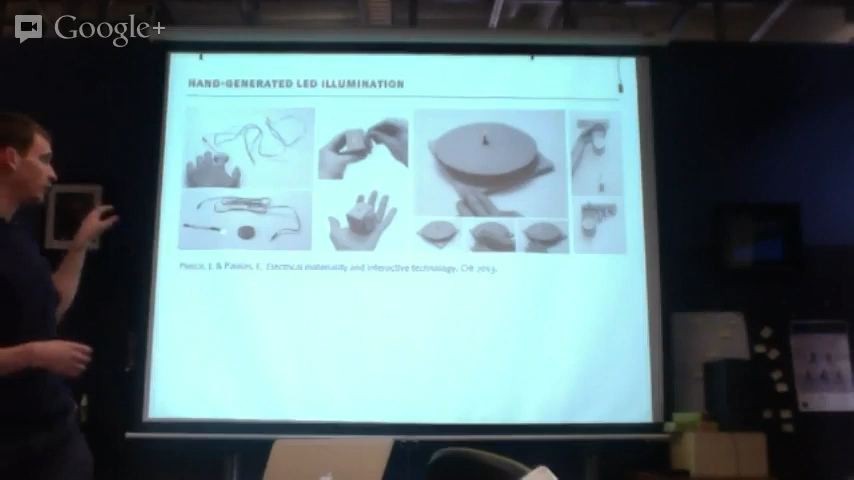 Google+
HAND-GENERATED LED ILLUMINATION
Pierce, J. & Paulos, E. Electrical materiality and interactive technology. CHI 2013.